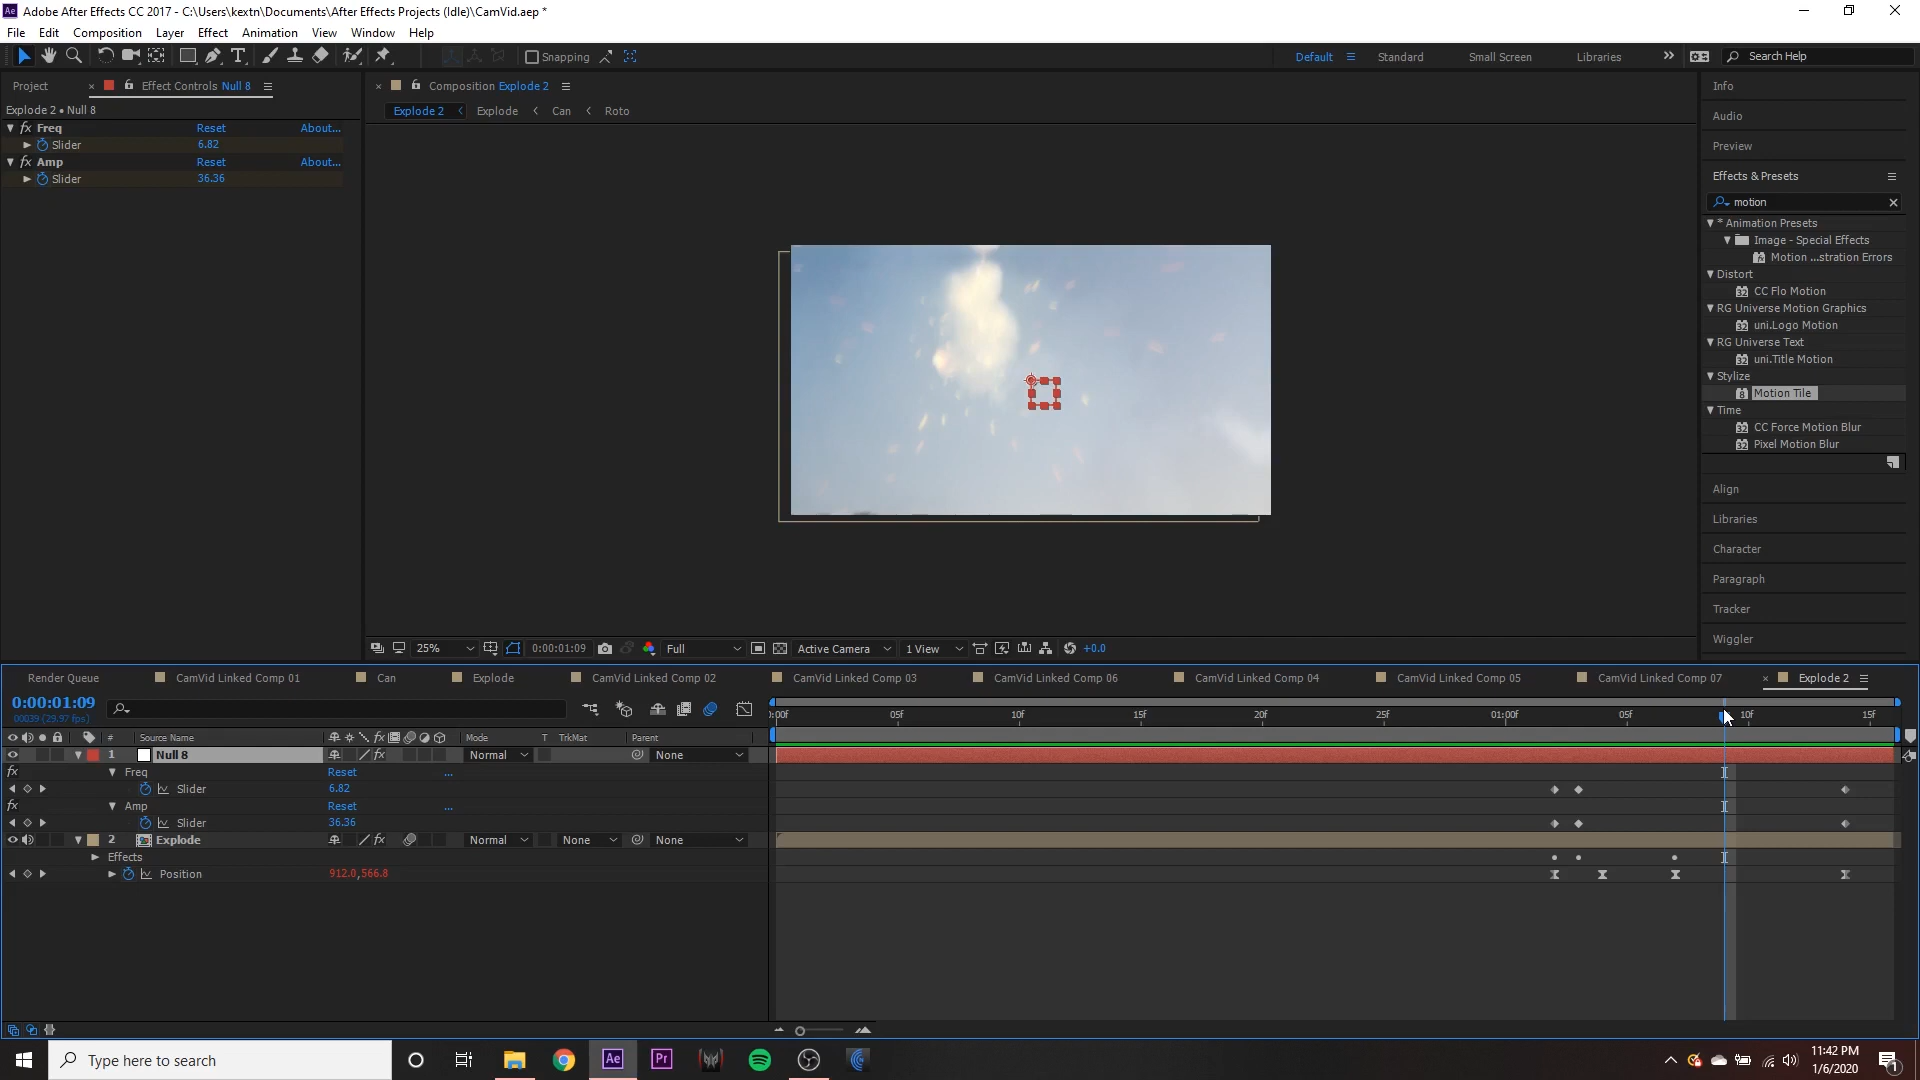 Adobe After Effects CC 2017 - C:\Users\kextn\Documents\After Effects Projects (Idle)\CamVid.aep *
File Edit Composition Layer Effect Animation View Window Help
Snapping
Default Standard Small Screen Libraries Search Help
Project Effect Controls Null 8
Composition Explode 2
Info
Explode 2 • Null 8
Explode 2 Explode Can Roto
Audio
Freq Reset About...
Slider 6.82
Amp Reset About...
Slider 36.36
Preview
Effects & Presets
motion
* Animation Presets
Image - Special Effects
Motion ...stration Errors
Distort
CC Flo Motion
RG Universe Motion Graphics
uni.Logo Motion
RG Universe Text
uni.Title Motion
Stylize
Motion Tile
Time
CC Force Motion Blur
Pixel Motion Blur
Align
Libraries
Character
Paragraph
Tracker
Wiggler
25% 0:00:01:09 Full Active Camera 1 View +0.0
Render Queue CamVid Linked Comp 01 Can Explode CamVid Linked Comp 02 CamVid Linked Comp 03 CamVid Linked Comp 06 CamVid Linked Comp 04 CamVid Linked Comp 05 CamVid Linked Comp 07 Explode 2
0:00:01:09
00039 (29.97 fps)
:00f 05f 10f 15f 20f 25f 01:00f 05f 10f 15f
# Source Name Mode T TrkMat Parent
1 Null 8 Normal None
fx Freq Reset ...
Slider 6.82
fx Amp Reset ...
Slider 36.36
2 Explode Normal None None
Effects
Position 912.0,566.8
Type here to search
Ae Pr
11:42 PM
1/6/2020
1